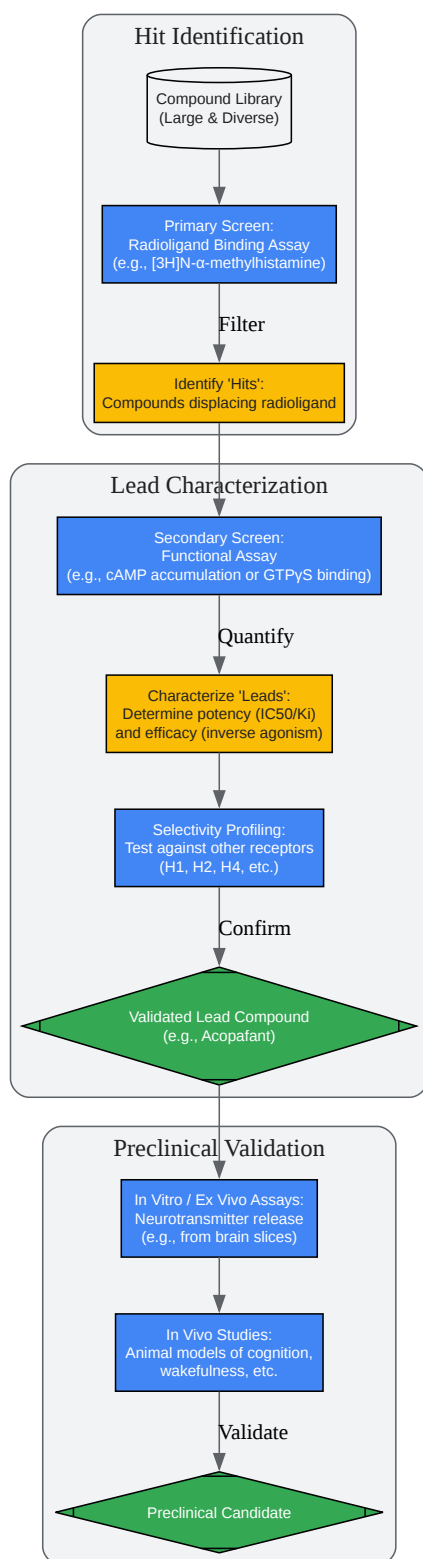 Hit Identification
Compound Library
(Large & Diverse)
Primary Screen:
Radioligand Binding Assay
(e.g., [3H]N-α-methylhistamine)
Filter
Identify 'Hits':
Compounds displacing radioligand
Lead Characterization
Secondary Screen:
Functional Assay
(e.g., cAMP accumulation or GTPγS binding)
Quantify
Characterize 'Leads':
Determine potency (IC50/Ki)
and efficacy (inverse agonism)
Selectivity Profiling:
Test against other receptors
(H1, H2, H4, etc.)
Confirm
Validated Lead Compound
(e.g., Acopafant)
Preclinical Validation
In Vitro / Ex Vivo Assays:
Neurotransmitter release
(e.g., from brain slices)
In Vivo Studies:
Animal models of cognition,
wakefulness, etc.
Validate
Preclinical Candidate